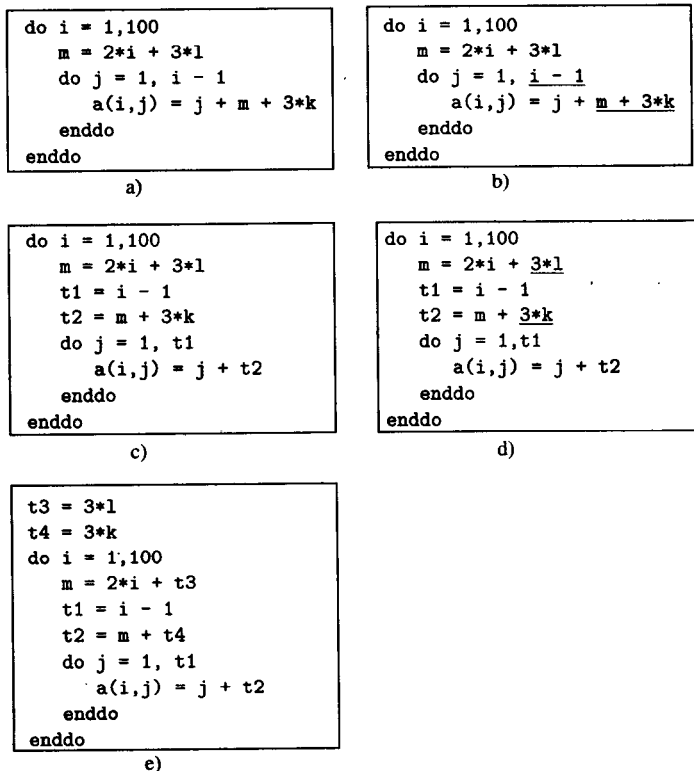 do i = 1,100
m = 2*i + 3*l
do j = 1, i - 1
a(i,j) = j + m + 3*k
enddo
enddo
a)
do i = 1,100
m = 2*i + 3*l
do j = 1, i - 1
a(i,j) = j + m + 3*k
enddo
enddo
b)
do i = 1,100
m = 2*i + 3*l
t1 = i - 1
t2 = m + 3*k
do j = 1, t1
a(i,j) = j + t2
enddo
enddo
c)
do i = 1,100
m = 2*i + 3*l
t1 = i - 1
t2 = m + 3*k
do j = 1,t1
a(i,j) = j + t2
enddo
enddo
d)
t3 = 3*l
t4 = 3*k
do i = 1,100
m = 2*i + t3
t1 = i - 1
t2 = m + t4
do j = 1, t1
a(i,j) = j + t2
enddo
enddo
e)